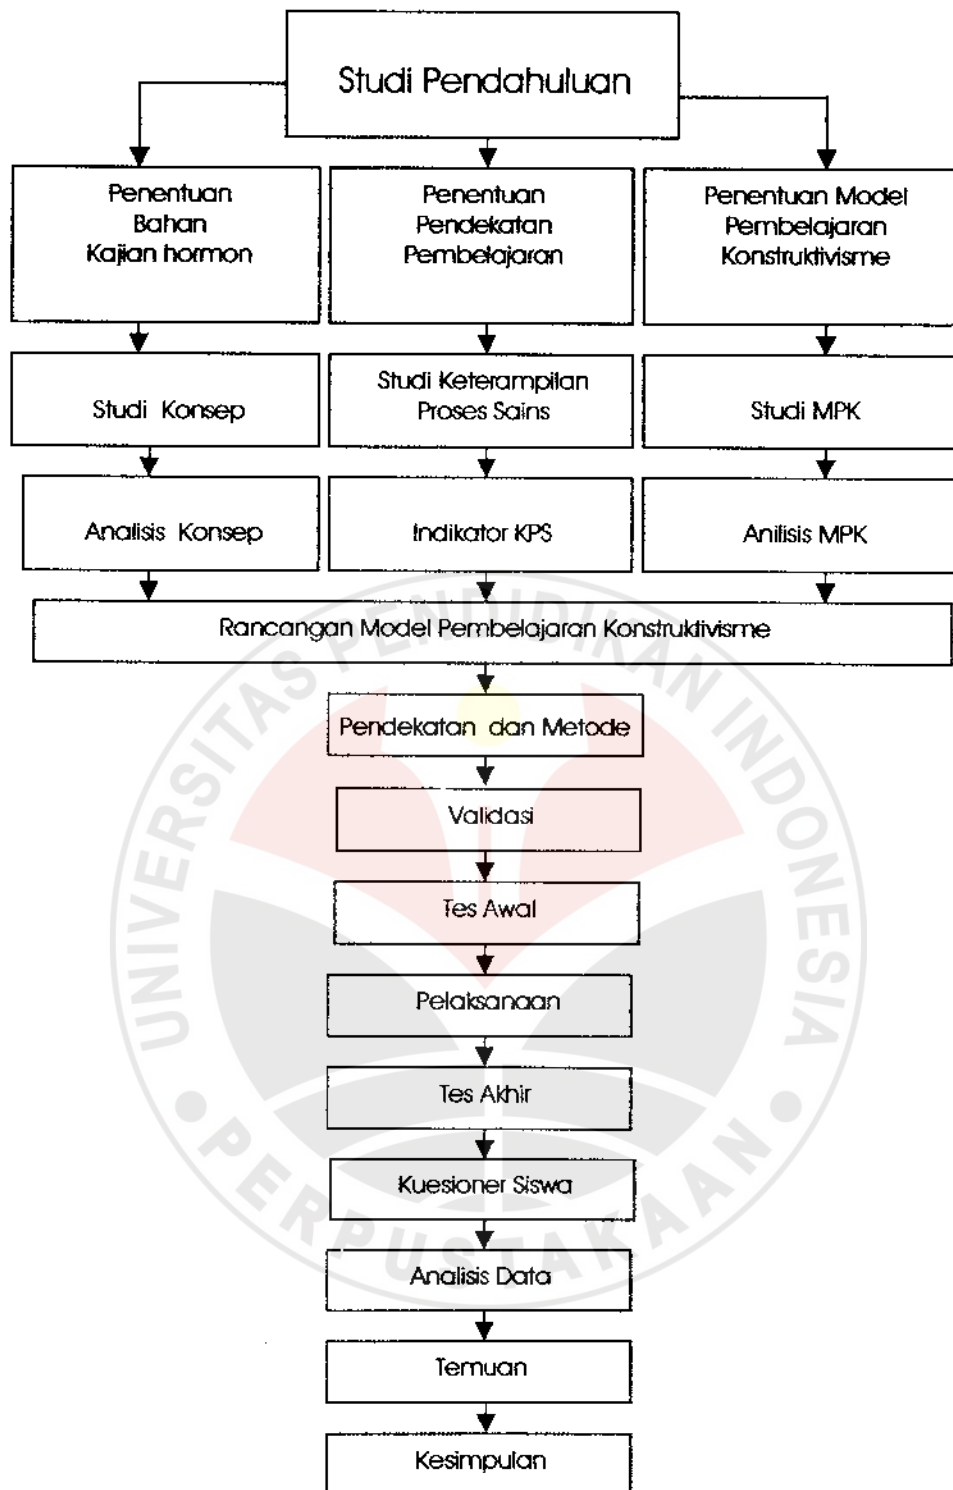 Studi Pendahuluan
Penentuan
Bahan
Kajian hormon
Penentuan
Pendekatan
Pembelajaran
Penentuan Model
Pembelajaran
Konstruktivisme
Studi Konsep
Studi Keterampilan
Proses Sains
Studi MPK
Analisis Konsep
Indikator KPS
Anilisis MPK
Rancangan Model Pembelajaran Konstruktivisme
Pendekatan dan Metode
Validasi
Tes Awal
Pelaksanaan
Tes Akhir
Kuesioner Siswa
Analisis Data
Temuan
Kesimpulan
UNIVERSITAS PENDIDIKAN INDONESIA
PERPUSTAKAAN